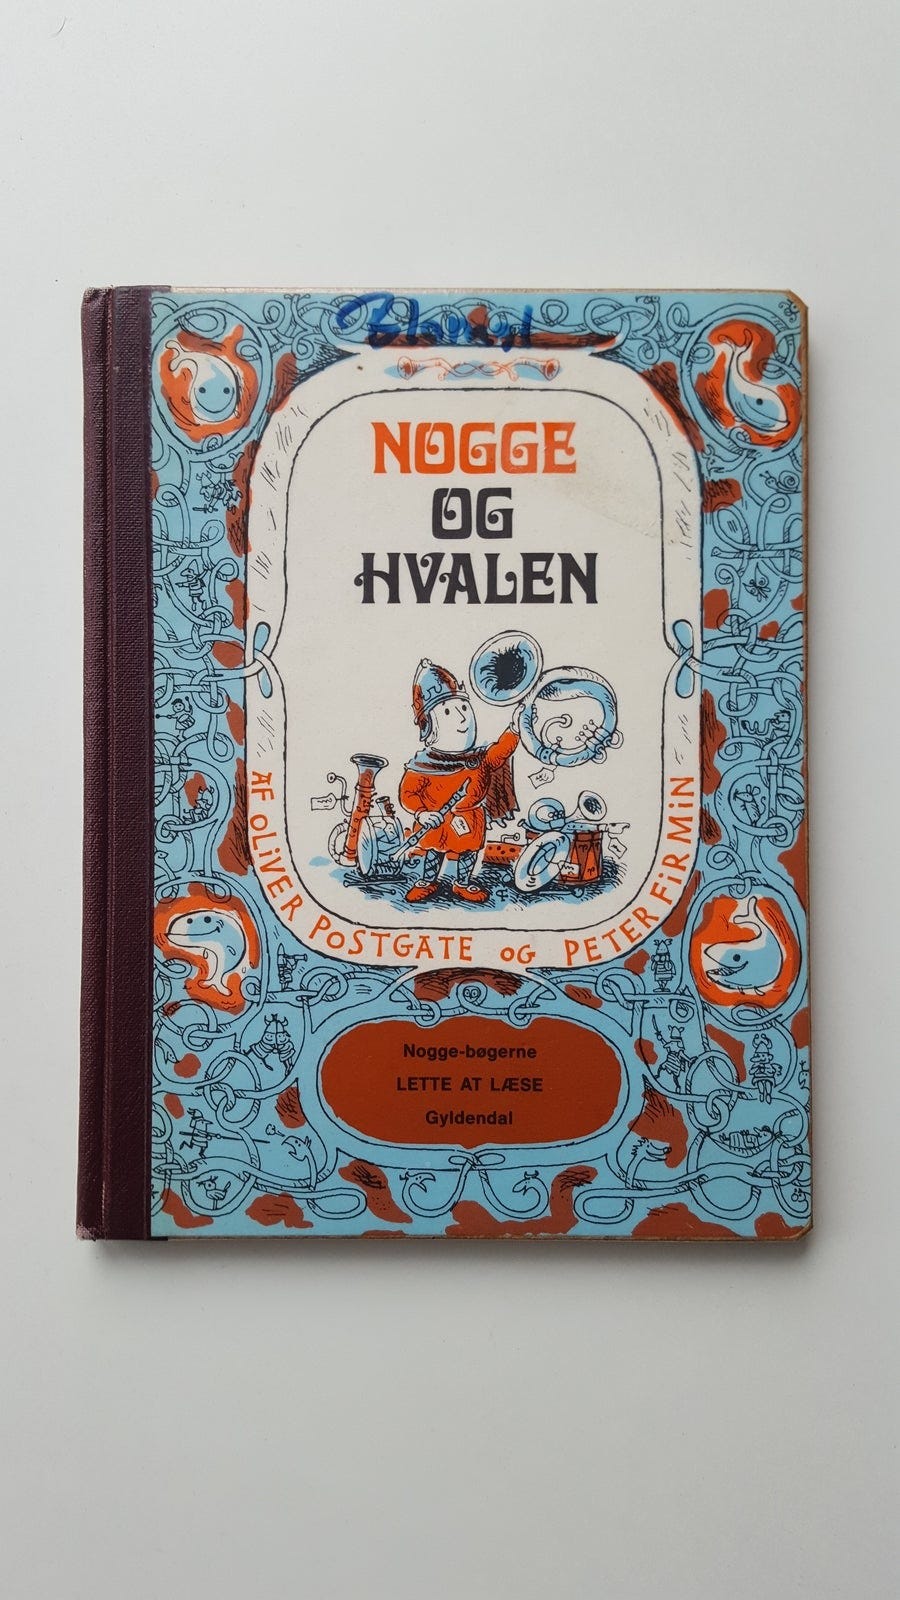 NOGGE
OG
HVALEN
AF OLIVER POSTGATE OG PETER FIRMIN
Nogge-bøgerne
LETTE AT LÆSE
Gyldendal